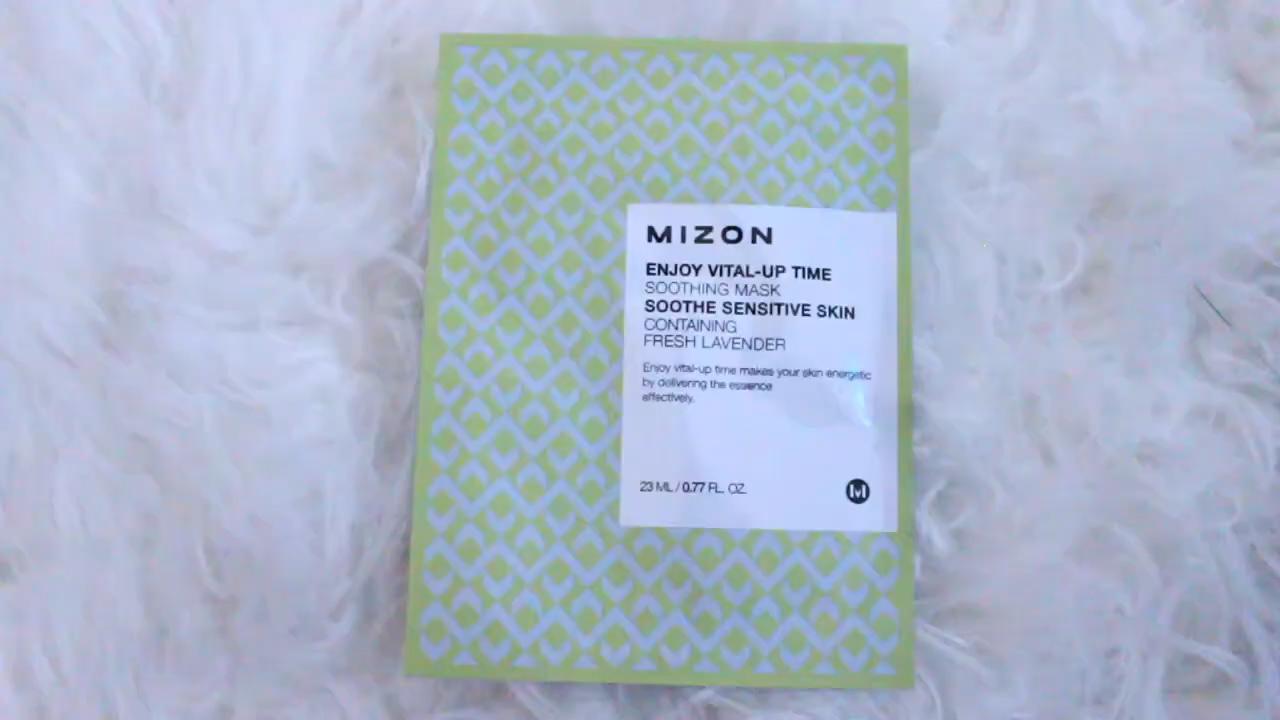 MIZON
ENJOY VITAL-UP TIME
SOOTHING MASK
SOOTHE SENSITIVE SKIN
CONTAINING
FRESH LAVENDER
Enjoy vital-up time makes your skin energetic
by delivering the essence
effectively.
23 ML / 0.77 FL. OZ.
M